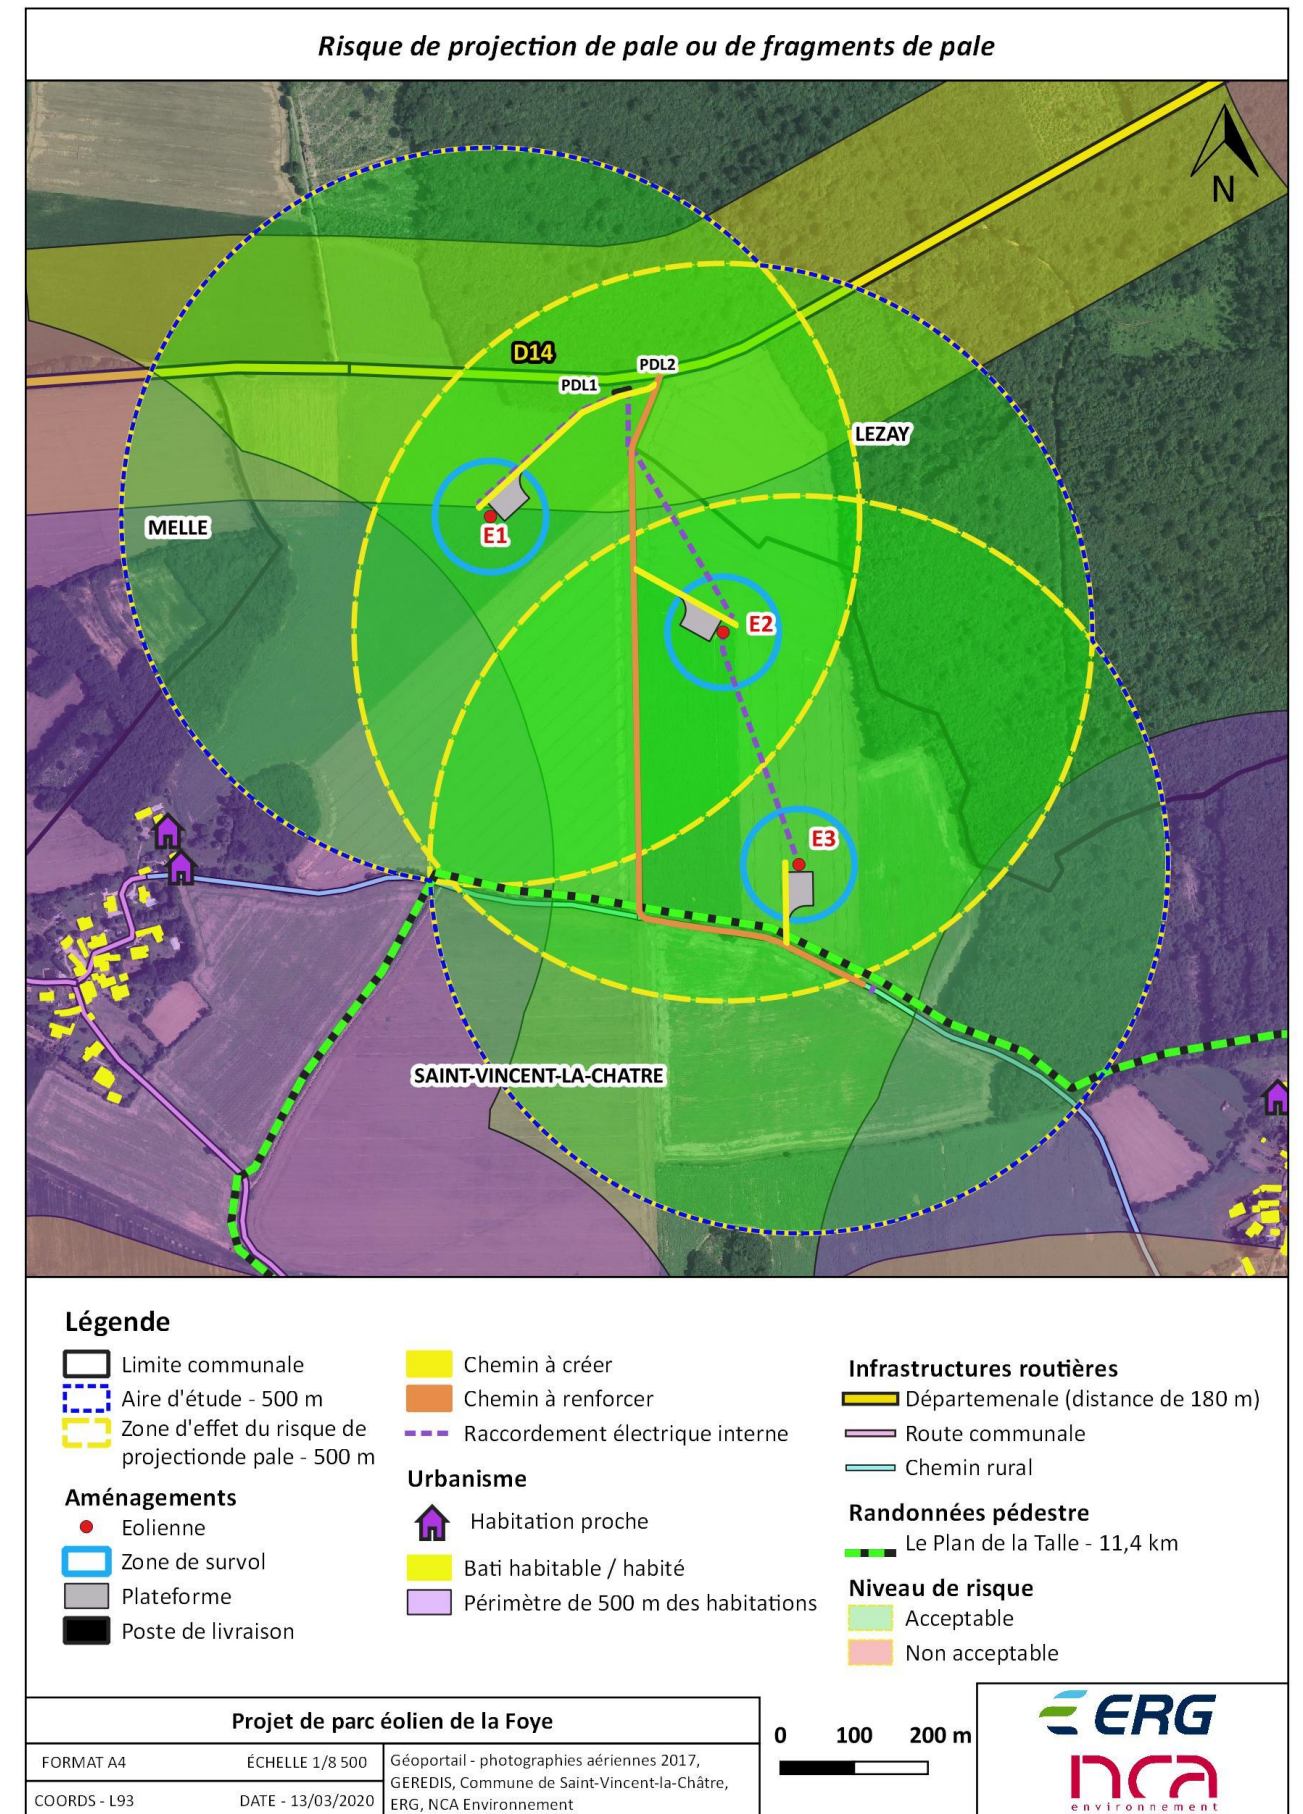 Risque de projection de pale ou de fragments de pale
N
D14
PDL2
PDL1
LEZAY
MELLE
E1
E2
E3
SAINT-VINCENT-LA-CHATRE
Légende
Limite communale
Aire d'étude - 500 m
Zone d'effet du risque de
projectionde pale - 500 m
Aménagements
Eolienne
Zone de survol
Plateforme
Poste de livraison
Chemin à créer
Chemin à renforcer
Raccordement électrique interne
Urbanisme
Habitation proche
Bati habitable / habité
Périmètre de 500 m des habitations
Infrastructures routières
Départemenale (distance de 180 m)
Route communale
Chemin rural
Randonnées pédestre
Le Plan de la Talle - 11,4 km
Niveau de risque
Acceptable
Non acceptable
Projet de parc éolien de la Foye
FORMAT A4
ÉCHELLE 1/8 500
COORDS - L93
DATE - 13/03/2020
Géoportail - photographies aériennes 2017,
GEREDIS, Commune de Saint-Vincent-la-Châtre,
ERG, NCA Environnement
0 100 200 m
ERG
nca
environnement